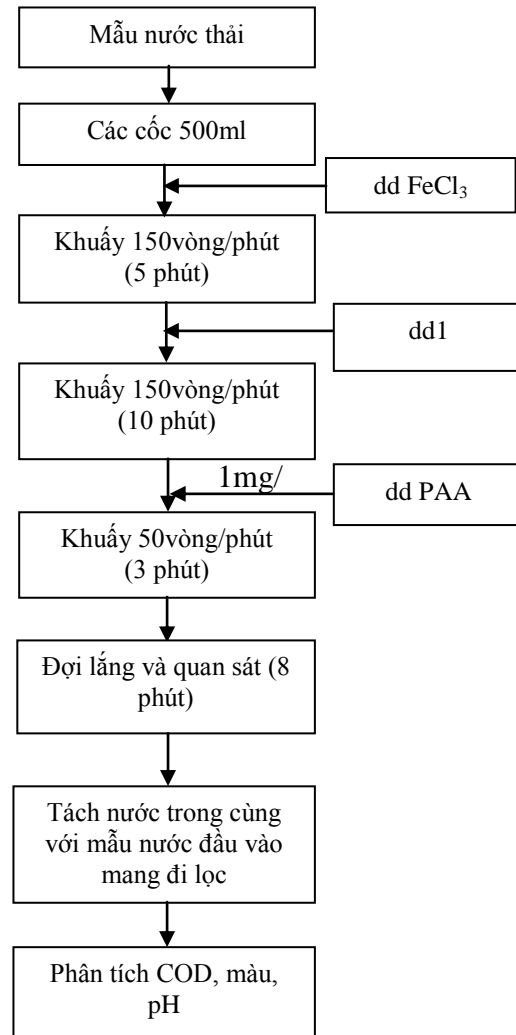 Mẫu nước thải
Các cốc 500ml
dd FeCl₃
Khuấy 150vòng/phút
(5 phút)
dd1
Khuấy 150vòng/phút
(10 phút)
1mg/
dd PAA
Khuấy 50vòng/phút
(3 phút)
Đợi lắng và quan sát (8
phút)
Tách nước trong cùng
với mẫu nước đầu vào
mang đi lọc
Phân tích COD, màu,
pH